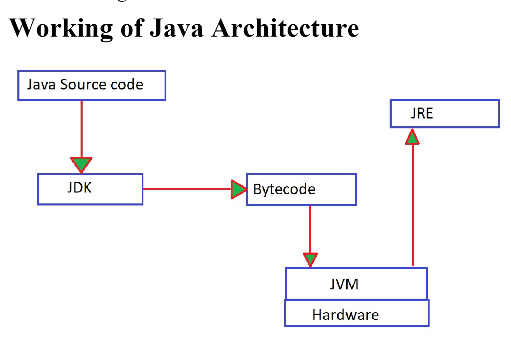 Working of Java Architecture
Java Source code
JRE
JDK
Bytecode
JVM
Hardware